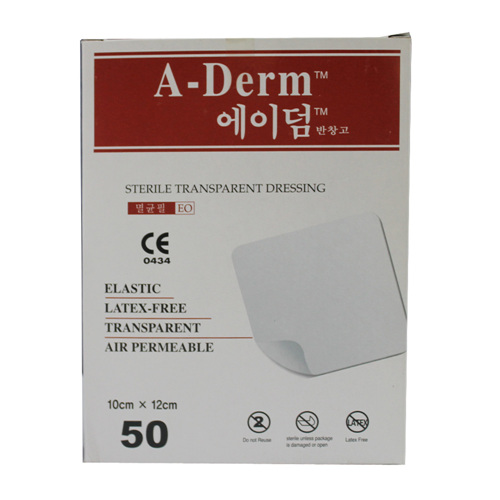 A-Derm™
에이덤™ 반창고
STERILE TRANSPARENT DRESSING
멸균필 EO
CE
0434
ELASTIC
LATEX-FREE
TRANSPARENT
AIR PERMEABLE
10cm × 12cm
50
2
Do not Reuse
sterile unless package
is damaged or open
LATEX
Latex Free